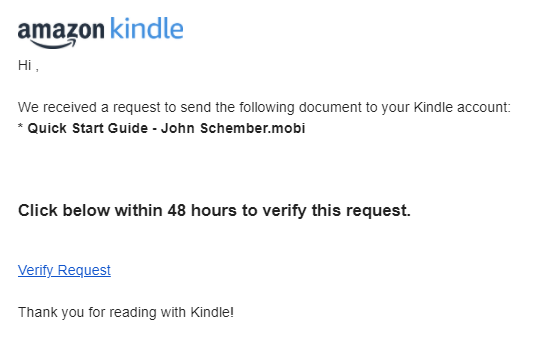 amazon kindle
Hi ,
We received a request to send the following document to your Kindle account:
* Quick Start Guide - John Schember.mobi
Click below within 48 hours to verify this request.
Verify Request
Thank you for reading with Kindle!